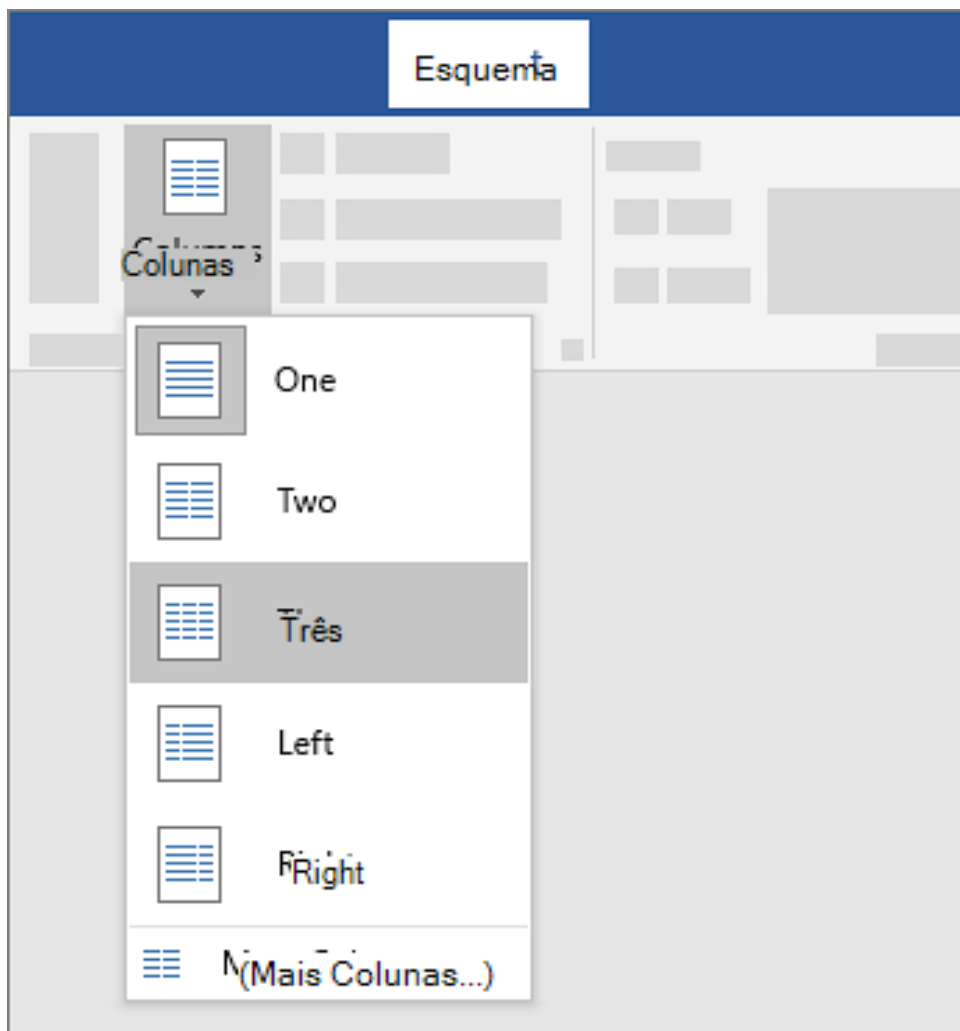 Esquema
Colunas
One
Two
Três
Left
Right
(Mais Colunas...)